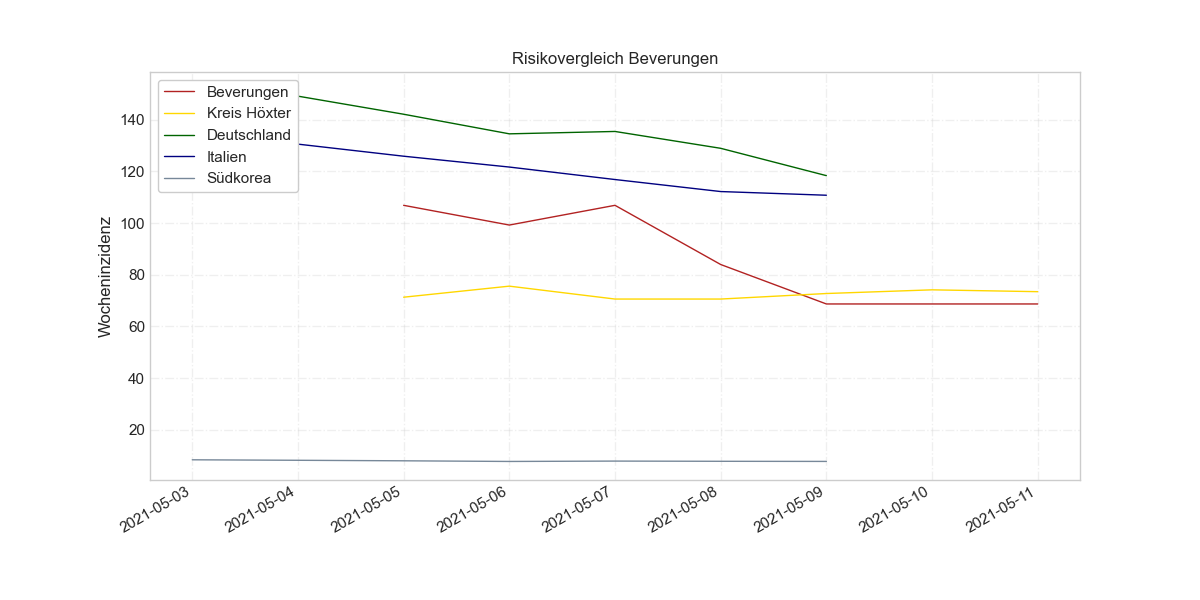 Risikovergleich Beverungen
Beverungen
Kreis Höxter
Deutschland
Italien
Südkorea
Wocheninzidenz
140
120
100
80
60
40
20
2021-05-03
2021-05-04
2021-05-05
2021-05-06
2021-05-07
2021-05-08
2021-05-09
2021-05-10
2021-05-11